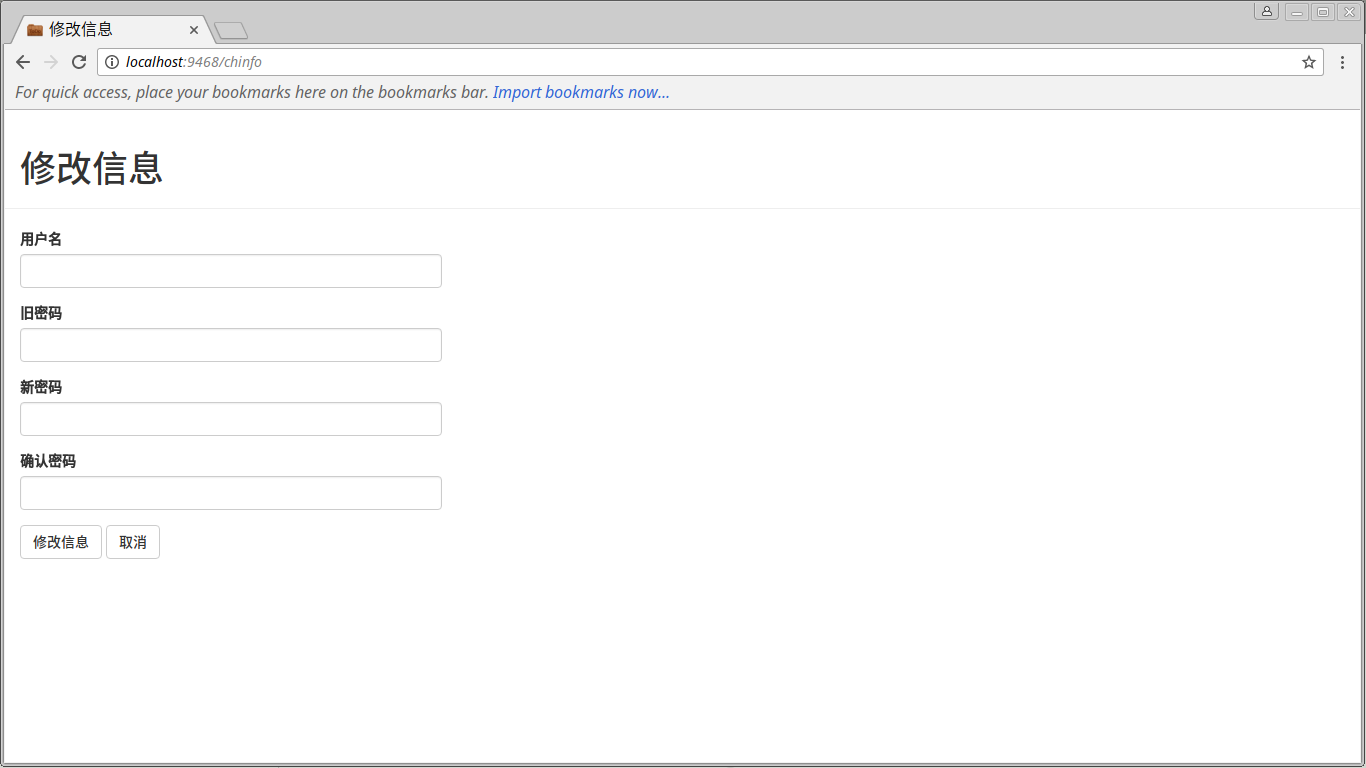 修改信息
localhost:9468/chinfo
For quick access, place your bookmarks here on the bookmarks bar. Import bookmarks now...
修改信息
用户名
旧密码
新密码
确认密码
修改信息 取消